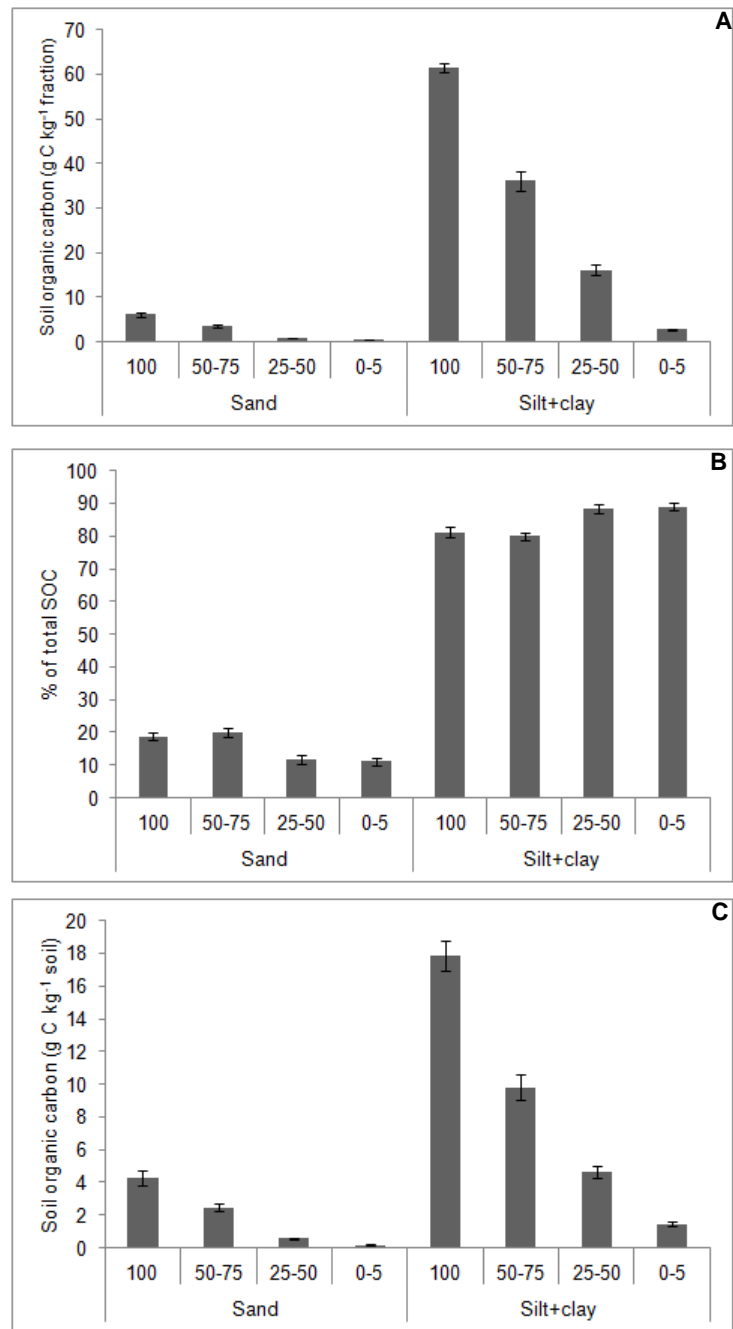 A
Soil organic carbon (g C kg⁻¹ fraction)
70
60
50
40
30
20
10
0
100 50-75 25-50 0-5 100 50-75 25-50 0-5
Sand Silt+clay
B
% of total SOC
100
90
80
70
60
50
40
30
20
10
0
100 50-75 25-50 0-5 100 50-75 25-50 0-5
Sand Silt+clay
C
Soil organic carbon (g C kg⁻¹ soil)
20
18
16
14
12
10
8
6
4
2
0
100 50-75 25-50 0-5 100 50-75 25-50 0-5
Sand Silt+clay